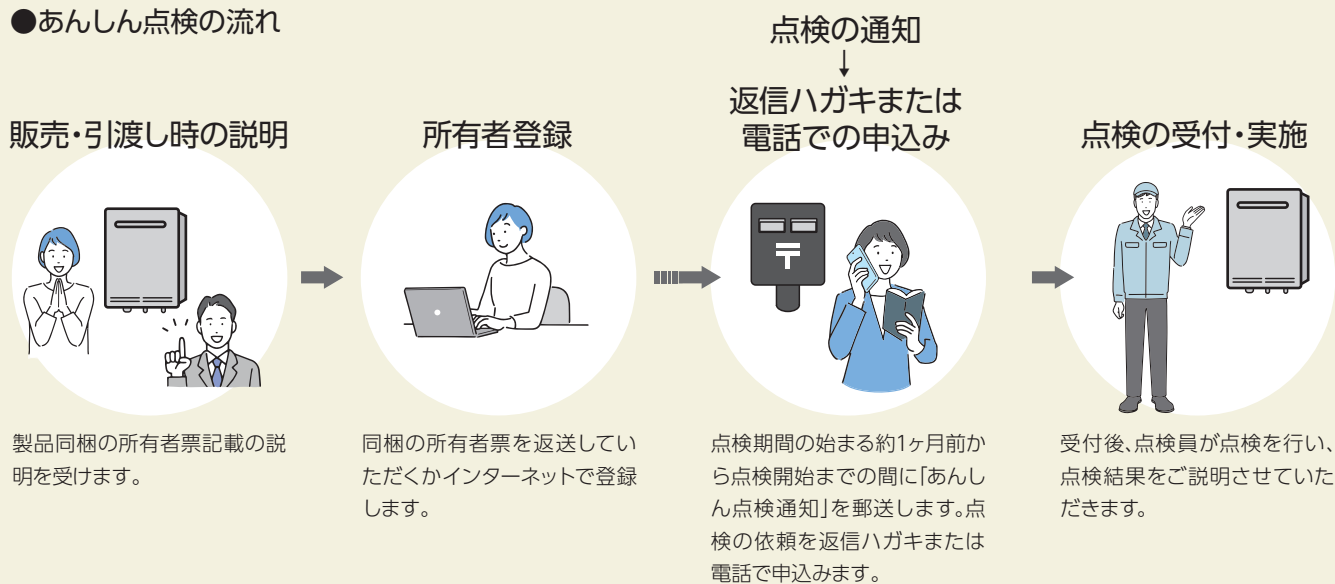 ●あんしん点検の流れ
販売・引渡し時の説明
製品同梱の所有者票記載の説
明を受けます。
所有者登録
同梱の所有者票を返送してい
ただくかインターネットで登録
します。
点検の通知
↓
返信ハガキまたは
電話での申込み
〒
点検期間の始まる約1ヶ月前か
ら点検開始までの間に「あんし
ん点検通知」を郵送します。点
検の依頼を返信ハガキまたは
電話で申込みます。
点検の受付・実施
受付後、点検員が点検を行い、
点検結果をご説明させていた
だきます。